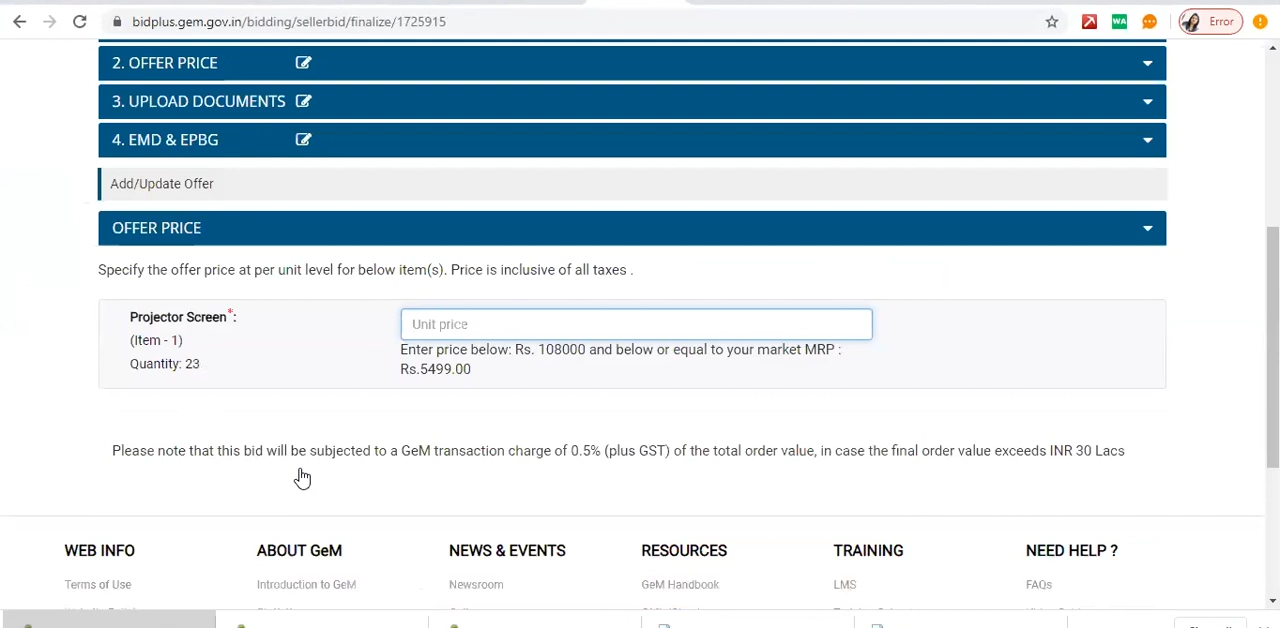 bidplus.gem.gov.in/bidding/sellerbid/finalize/1725915
WA
Error
2. OFFER PRICE
3. UPLOAD DOCUMENTS
4. EMD & EPBG
Add/Update Offer
OFFER PRICE
Specify the offer price at per unit level for below item(s). Price is inclusive of all taxes .
Projector Screen*:
Unit price
(Item - 1)
Enter price below: Rs. 108000 and below or equal to your market MRP :
Quantity: 23
Rs.5499.00
Please note that this bid will be subjected to a GeM transaction charge of 0.5% (plus GST) of the total order value, in case the final order value exceeds INR 30 Lacs
WEB INFO
ABOUT GeM
NEWS & EVENTS
RESOURCES
TRAINING
NEED HELP ?
Terms of Use
Introduction to GeM
Newsroom
GeM Handbook
LMS
FAQs